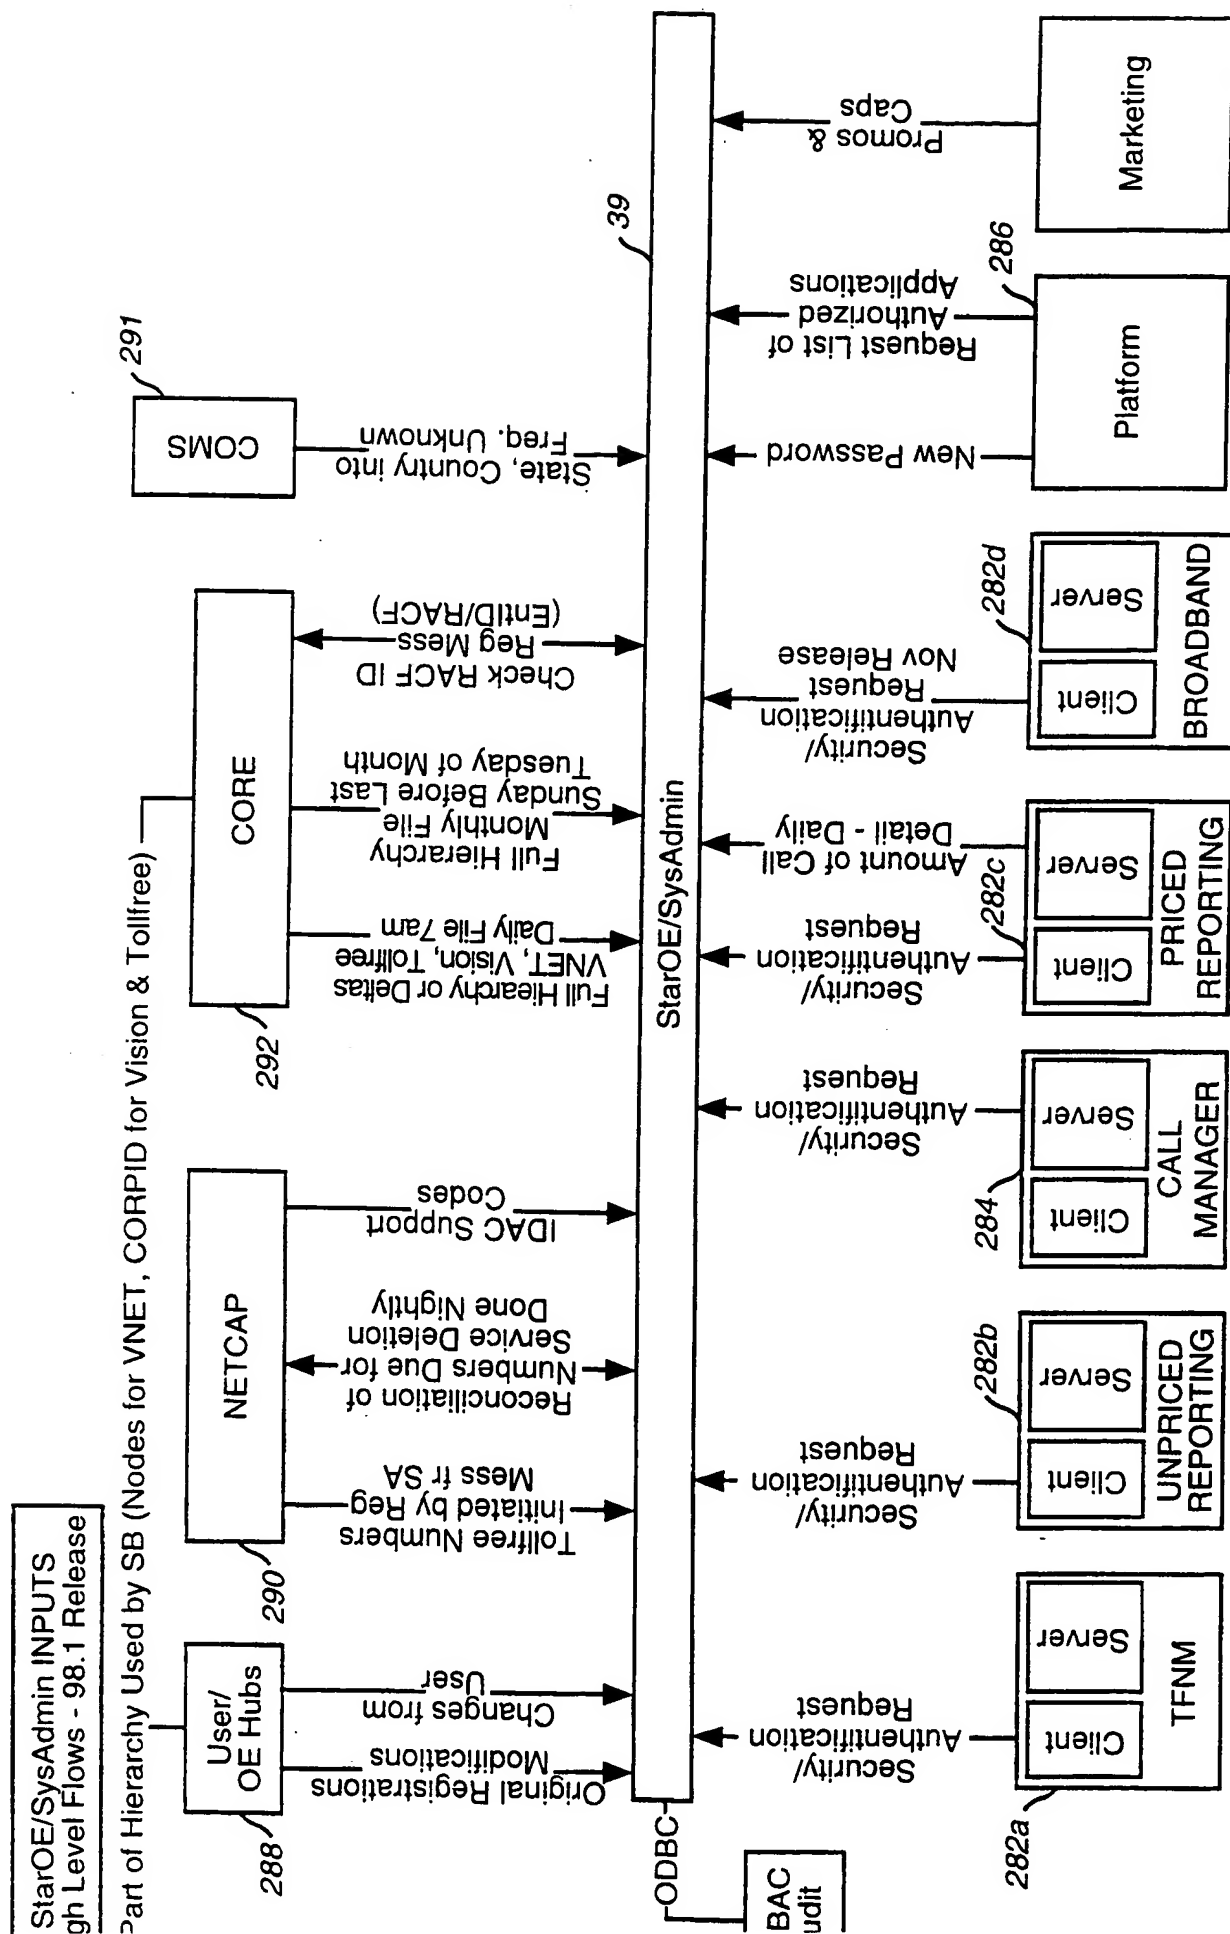 StarOE/SysAdmin INPUTS
gh Level Flows - 98.1 Release
Part of Hierarchy Used by SB (Nodes for VNET, CORPID for Vision & Tollfree)
288
User/
OE Hubs
290
NETCAP
292
CORE
291
COMS
Original Registrations
Modifications
Changes from
User
Tollfree Numbers
Initiated by Reg
Mess fr SA
Reconciliation of
Numbers Due for
Service Deletion
Done Nightly
IDAC Support
Codes
Full Hiearchy or Deltas
VNET, Vision, Tollfree
Daily File 7am
Full Hierarchy
Monthly File
Sunday Before Last
Tuesday of Month
Check RACF ID
Reg Mess
(EntID/RACF)
State, Country into
Freq. Unknown
39
ODBC
StarOE/SysAdmin
BAC
udit
Security/
Authentification
Request
Security/
Authentification
Request
Security/
Authentification
Request
Security/
Authentification
Request
Amount of Call
Detail - Daily
Security/
Authentification
Request
Nov Release
New Password
Request List of
Authorized
Applications
Promos &
Caps
282a
Client
Server
TFNM
282b
Client
Server
UNPRICED
REPORTING
284
Client
Server
CALL
MANAGER
282c
Client
Server
PRICED
REPORTING
282d
Client
Server
BROADBAND
286
Platform
Marketing